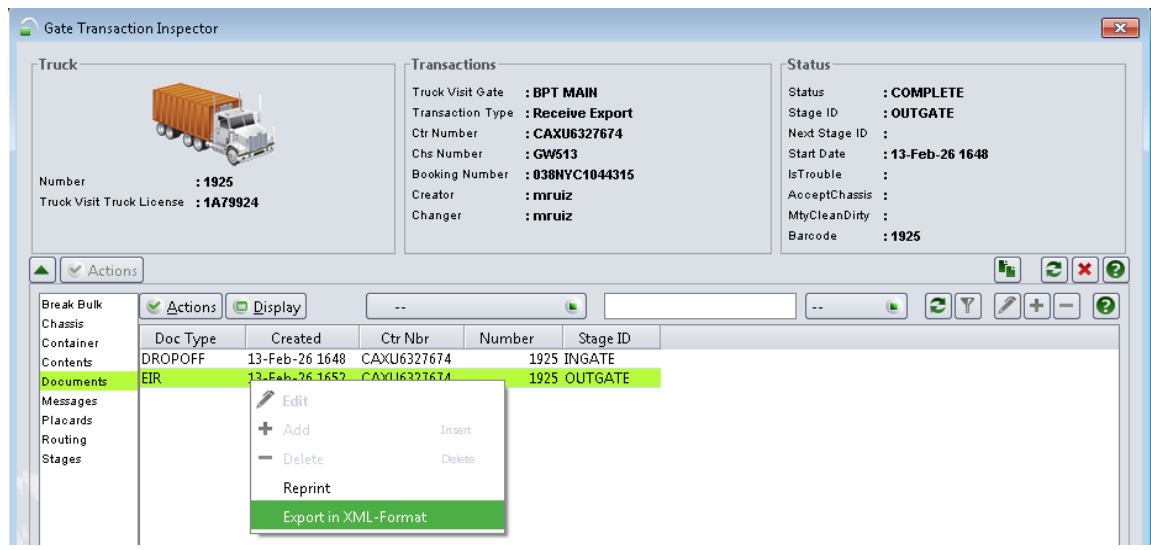 Gate Transaction Inspector
Truck
Number : 1925
Truck Visit Truck License : 1A79924
Transactions
Truck Visit Gate : BPT MAIN
Transaction Type : Receive Export
Ctr Number : CAXU6327674
Chs Number : GW513
Booking Number : 038NYC1044315
Creator : mruiz
Changer : mruiz
Status
Status : COMPLETE
Stage ID : OUTGATE
Next Stage ID :
Start Date : 13-Feb-26 1648
IsTrouble :
AcceptChassis :
MtyCleanDirty :
Barcode : 1925
Actions
Break Bulk
Chassis
Container
Contents
Documents
Messages
Placards
Routing
Stages
Actions Display -- --
Doc Type Created Ctr Nbr Number Stage ID
DROPOFF 13-Feb-26 1648 CAXU6327674 1925 INGATE
EIR 13-Feb-26 1652 CAXU6327674 1925 OUTGATE
Edit
Add Insert
Delete Delete
Reprint
Export in XML-Format